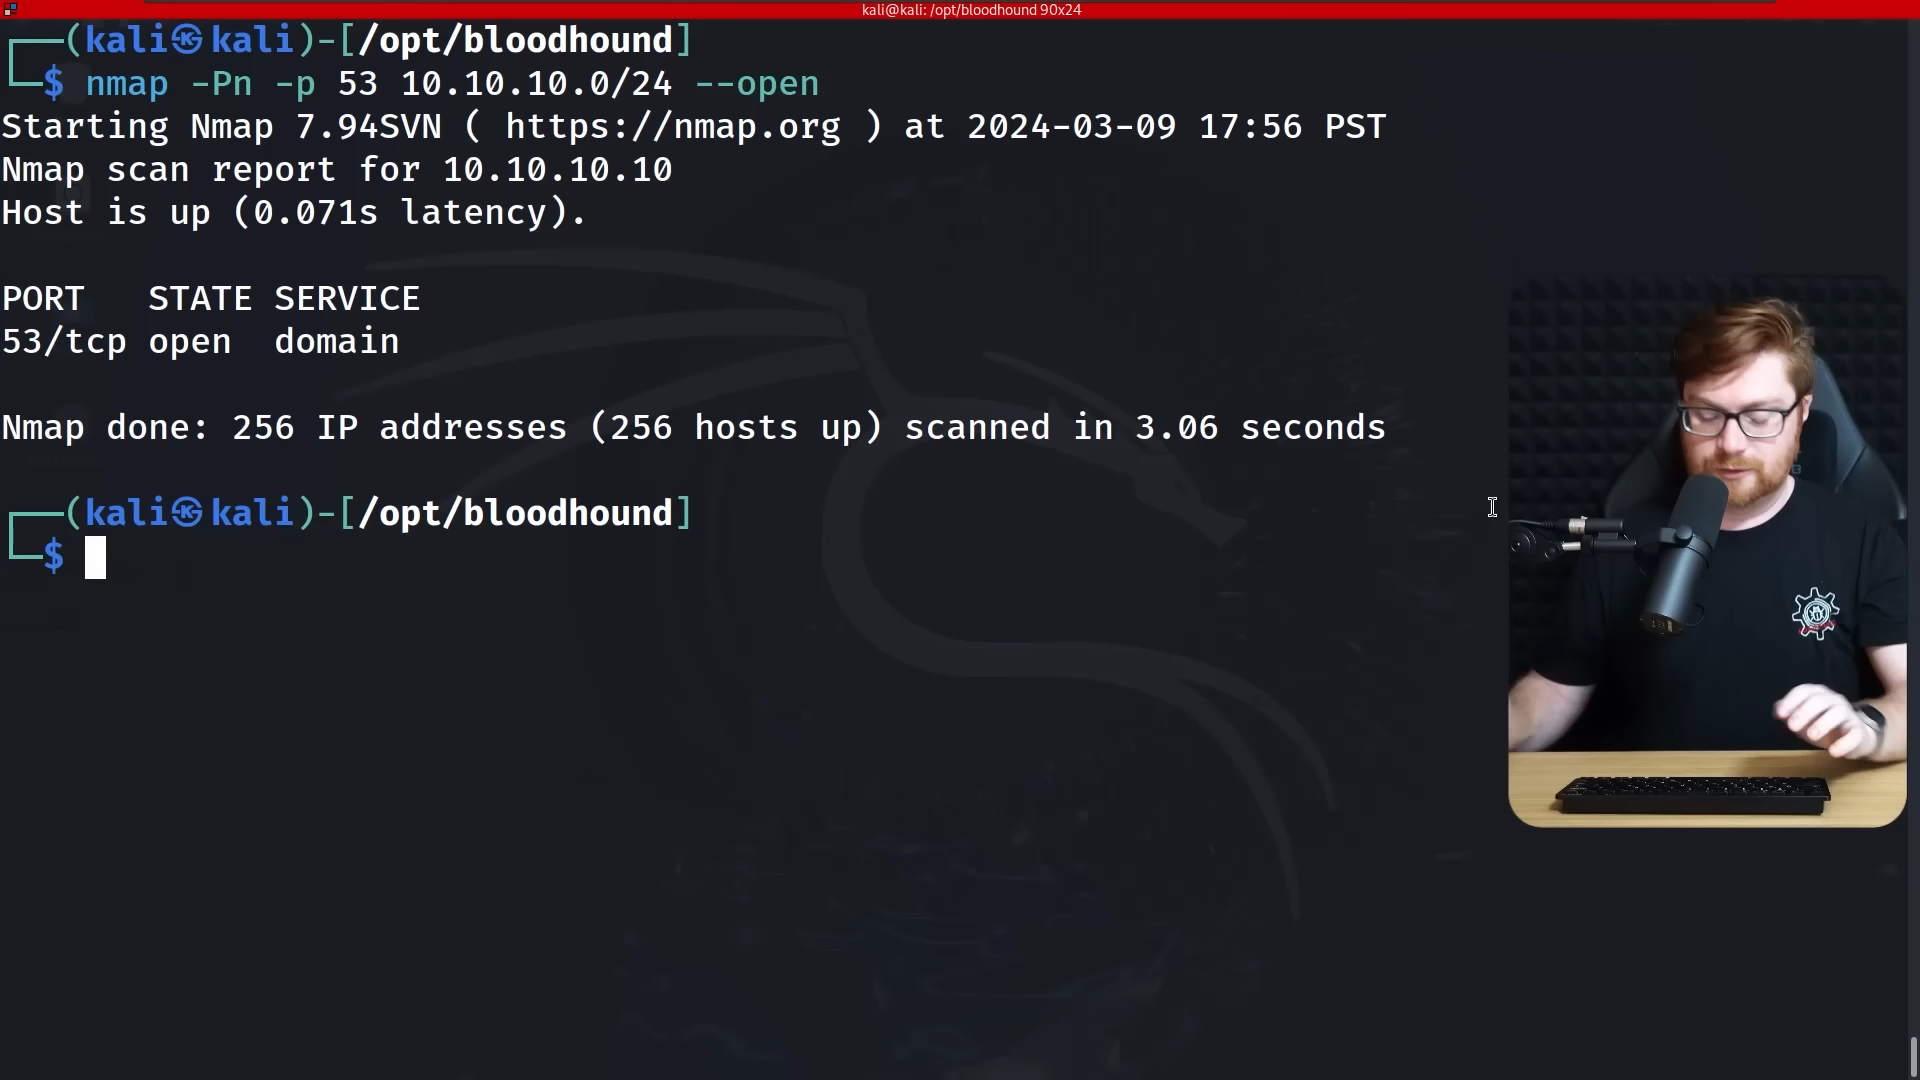 kali@kali: /opt/bloodhound 90x24
┌──(kali㉿kali)-[/opt/bloodhound]
└─$ nmap -Pn -p 53 10.10.10.0/24 --open
Starting Nmap 7.94SVN ( https://nmap.org ) at 2024-03-09 17:56 PST
Nmap scan report for 10.10.10.10
Host is up (0.071s latency).
PORT   STATE SERVICE
53/tcp open  domain
Nmap done: 256 IP addresses (256 hosts up) scanned in 3.06 seconds
┌──(kali㉿kali)-[/opt/bloodhound]
└─$